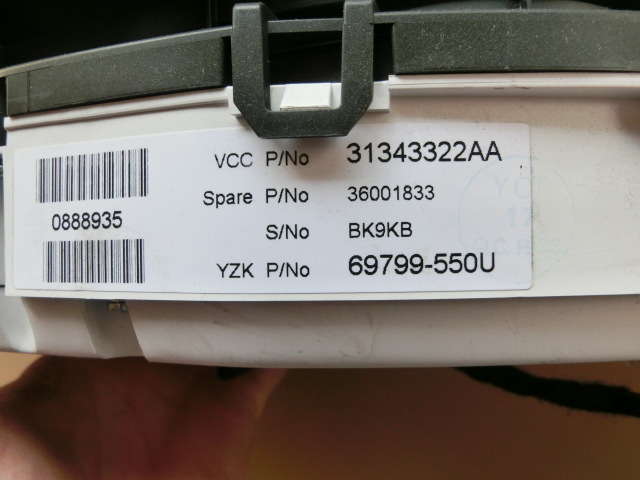 VCC P/No 31343322AA
Spare P/No 36001833
0888935
S/No BK9KB
YZK P/No 69799-550U